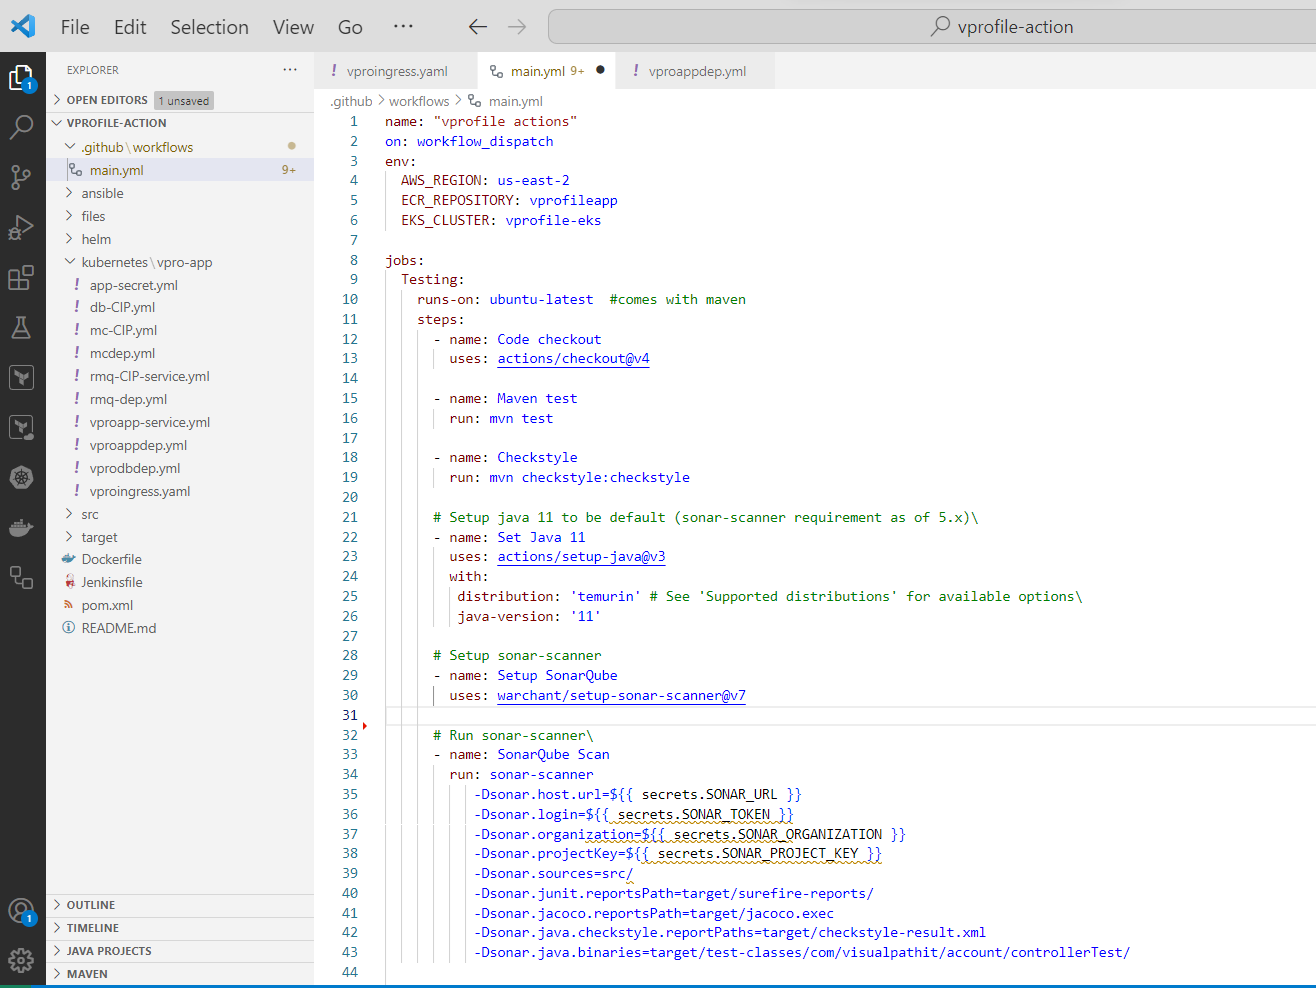 File Edit Selection View Go ··· vprofile-action
EXPLORER ···
OPEN EDITORS 1 unsaved
VPROFILE-ACTION
.github\workflows
main.yml 9+
ansible
files
helm
kubernetes\vpro-app
! app-secret.yml
! db-CIP.yml
! mc-CIP.yml
! mcdep.yml
! rmq-CIP-service.yml
! rmq-dep.yml
! vproapp-service.yml
! vproappdep.yml
! vprodbdep.yml
! vproingress.yaml
src
target
Dockerfile
Jenkinsfile
pom.xml
README.md
OUTLINE
TIMELINE
JAVA PROJECTS
MAVEN
1
1
! vproingress.yaml main.yml 9+ ● ! vproappdep.yml
.github > workflows > main.yml
1 name: "vprofile actions"
2 on: workflow_dispatch
3 env:
4 AWS_REGION: us-east-2
5 ECR_REPOSITORY: vprofileapp
6 EKS_CLUSTER: vprofile-eks
7
8 jobs:
9 Testing:
10 runs-on: ubuntu-latest #comes with maven
11 steps:
12 - name: Code checkout
13 uses: actions/checkout@v4
14
15 - name: Maven test
16 run: mvn test
17
18 - name: Checkstyle
19 run: mvn checkstyle:checkstyle
20
21 # Setup java 11 to be default (sonar-scanner requirement as of 5.x)\
22 - name: Set Java 11
23 uses: actions/setup-java@v3
24 with:
25 distribution: 'temurin' # See 'Supported distributions' for available options\
26 java-version: '11'
27
28 # Setup sonar-scanner
29 - name: Setup SonarQube
30 uses: warchant/setup-sonar-scanner@v7
31
32 # Run sonar-scanner\
33 - name: SonarQube Scan
34 run: sonar-scanner
35 -Dsonar.host.url=${{ secrets.SONAR_URL }}
36 -Dsonar.login=${{ secrets.SONAR_TOKEN }}
37 -Dsonar.organization=${{ secrets.SONAR_ORGANIZATION }}
38 -Dsonar.projectKey=${{ secrets.SONAR_PROJECT_KEY }}
39 -Dsonar.sources=src/
40 -Dsonar.junit.reportsPath=target/surefire-reports/
41 -Dsonar.jacoco.reportsPath=target/jacoco.exec
42 -Dsonar.java.checkstyle.reportPaths=target/checkstyle-result.xml
43 -Dsonar.java.binaries=target/test-classes/com/visualpathit/account/controllerTest/
44